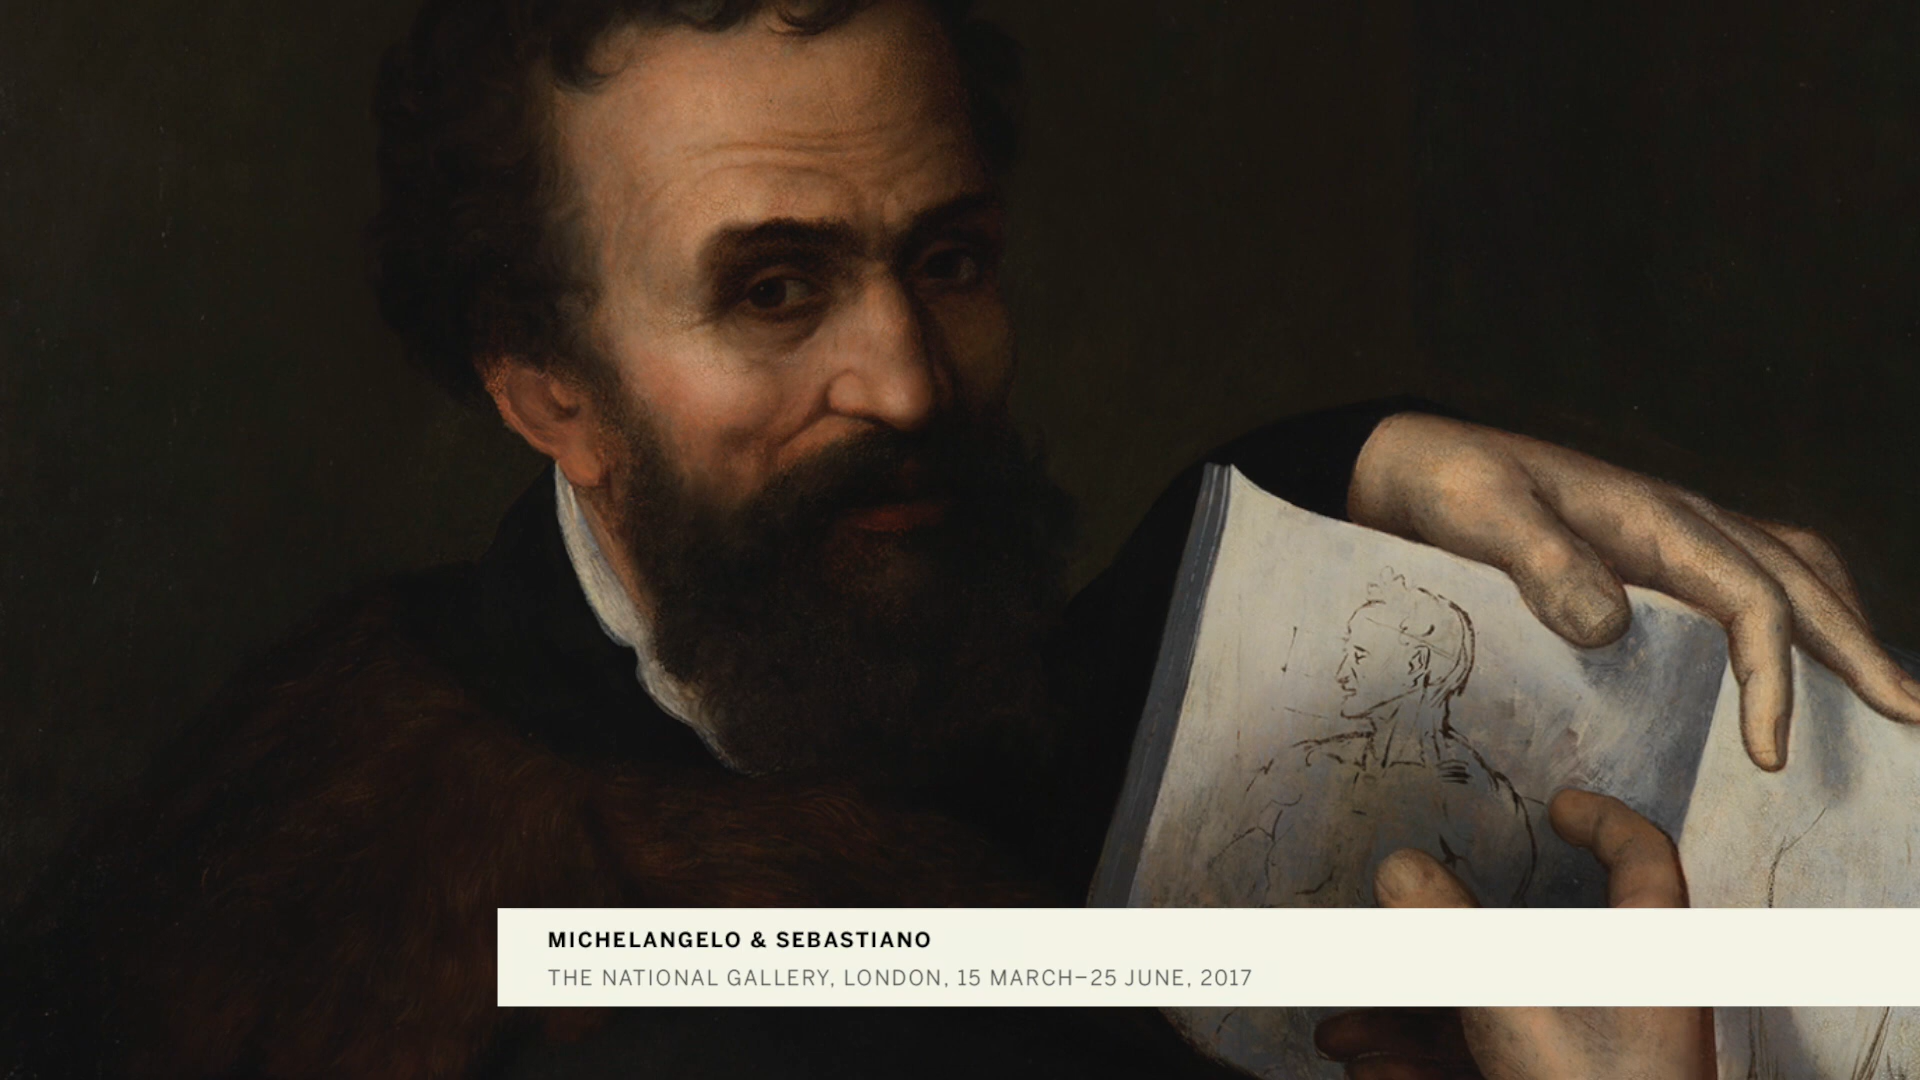 MICHELANGELO & SEBASTIANO
THE NATIONAL GALLERY, LONDON, 15 MARCH–25 JUNE, 2017